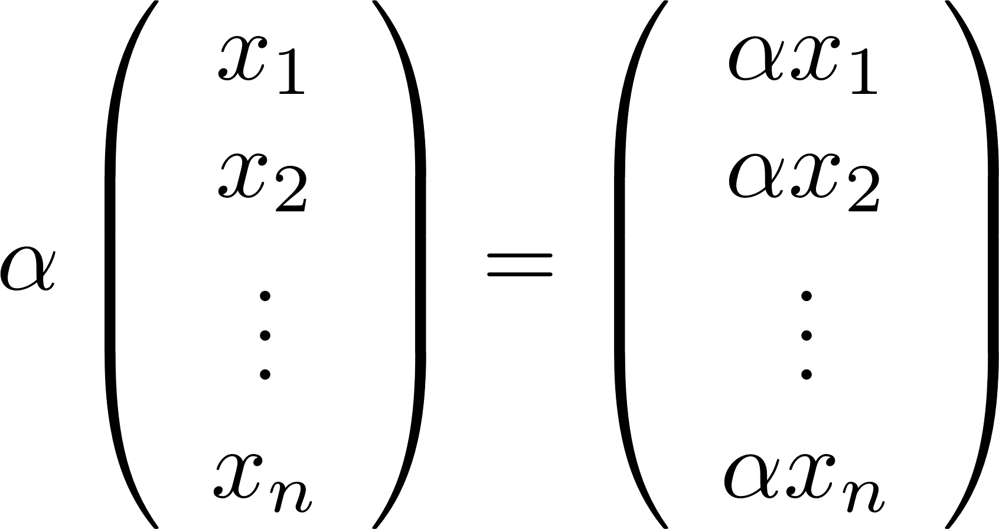 α ( x₁ ) = ( αx₁ )
( x₂ ) ( αx₂ )
( ⋮ ) ( ⋮ )
( xₙ ) ( αxₙ )